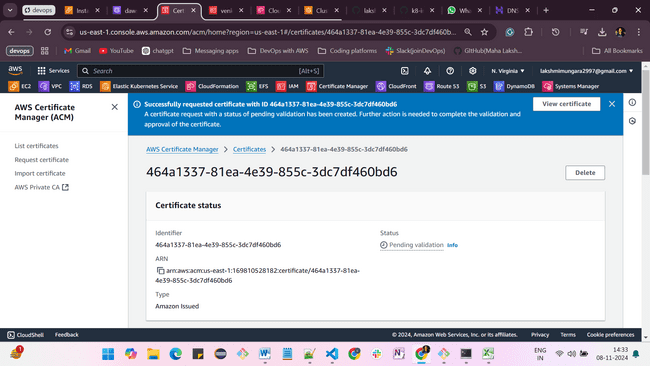 devops
Insta
daw
Cert
veni
Clou
Clus
laksh
k8-i
What
DNS
us-east-1.console.aws.amazon.com/acm/home?region=us-east-1#/certificates/464a1337-81ea-4e39-855c-3dc7df460b...
devops
Gmail
YouTube
chatgpt
Messaging apps
DevOps with AWS
Coding platforms
Slack(joinDevOps)
GitHub(Maha Laksh...
All Bookmarks
aws
Services
Search
[Alt+S]
N. Virginia
lakshmimungara2997@gmail.com
EC2
VPC
RDS
Elastic Kubernetes Service
CloudFormation
EFS
IAM
Certificate Manager
CloudFront
Route 53
S3
DynamoDB
Systems Manager
AWS Certificate
Manager (ACM)
List certificates
Request certificate
Import certificate
AWS Private CA
Successfully requested certificate with ID 464a1337-81ea-4e39-855c-3dc7df460bd6
A certificate request with a status of pending validation has been created. Further action is needed to complete the validation and
approval of the certificate.
View certificate
AWS Certificate Manager
Certificates
464a1337-81ea-4e39-855c-3dc7df460bd6
464a1337-81ea-4e39-855c-3dc7df460bd6
Delete
Certificate status
Identifier
464a1337-81ea-4e39-855c-3dc7df460bd6
Status
Pending validation
Info
ARN
arn:aws:acm:us-east-1:169810528182:certificate/464a1337-81ea-
4e39-855c-3dc7df460bd6
Type
Amazon Issued
CloudShell
Feedback
© 2024, Amazon Web Services, Inc. or its affiliates.
Privacy
Terms
Cookie preferences
ENG
IN
14:33
08-11-2024